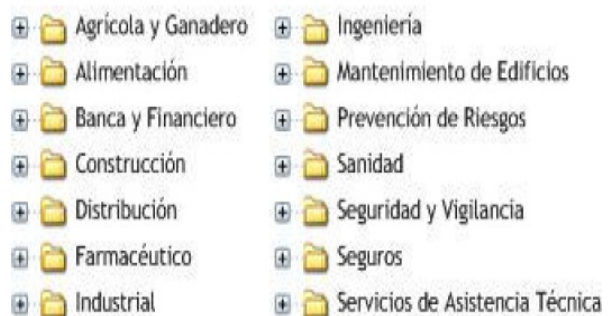 Agrícola y Ganadero
Alimentación
Banca y Financiero
Construcción
Distribución
Farmacéutico
Industrial
Ingeniería
Mantenimiento de Edificios
Prevención de Riesgos
Sanidad
Seguridad y Vigilancia
Seguros
Servicios de Asistencia Técnica